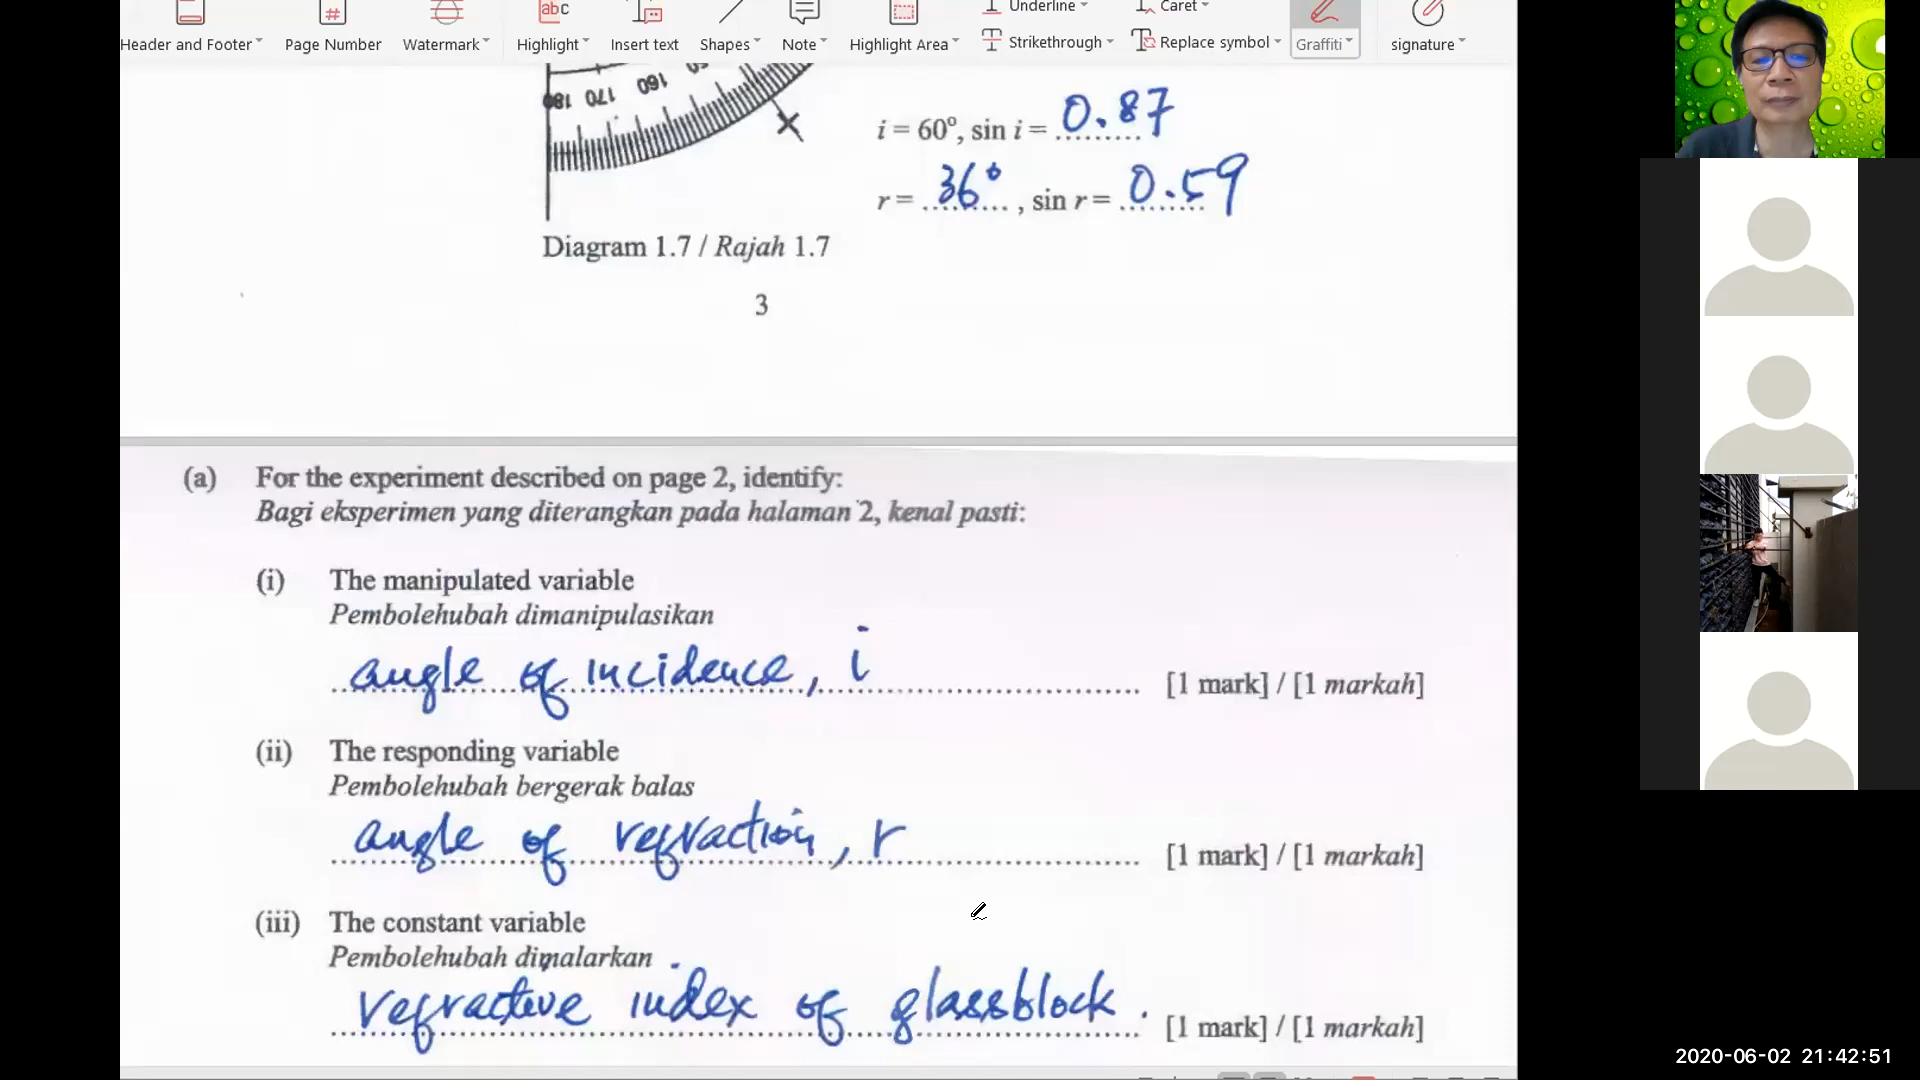 Underline
Caret
abc
#
Header and Footer
Page Number
Watermark
Highlight
Insert text
Shapes
Note
Highlight Area
Strikethrough
Replace symbol
Graffiti
signature
180 170 160
i = 60°, sin i = 0.87
r = 36°, sin r = 0.59
Diagram 1.7 / Rajah 1.7
3
(a) For the experiment described on page 2, identify:
Bagi eksperimen yang diterangkan pada halaman 2, kenal pasti:
(i) The manipulated variable
Pembolehubah dimanipulasikan
angle of incidence, i [1 mark] / [1 markah]
(ii) The responding variable
Pembolehubah bergerak balas
angle of refraction, r [1 mark] / [1 markah]
(iii) The constant variable
Pembolehubah dimalarkan
refractive index of glassblock. [1 mark] / [1 markah]
2020-06-02 21:42:51